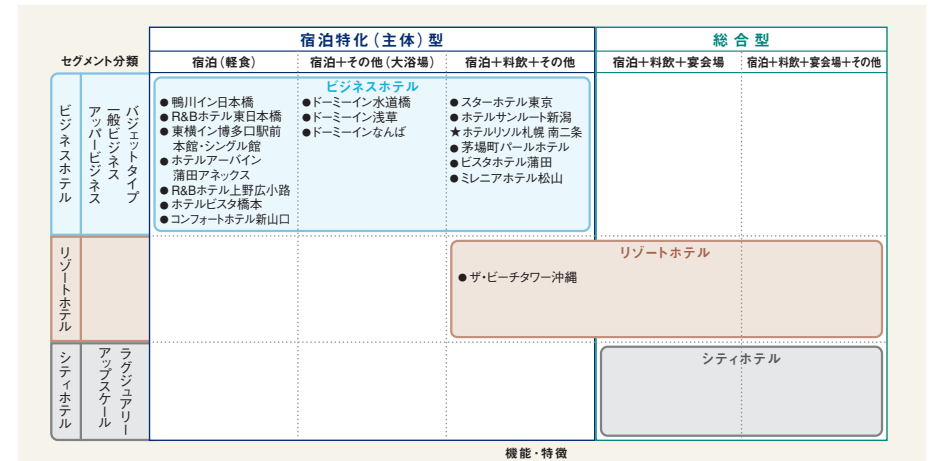 宿泊特化（主体）型
総合型
セグメント分類
宿泊（軽食）
宿泊＋その他（大浴場）
宿泊＋料飲＋その他
宿泊＋料飲＋宴会場
宿泊＋料飲＋宴会場＋その他
ビジネスホテル
バジェットタイプ
一般ビジネス
アッパービジネス
ビジネスホテル
●鴨川イン日本橋
●R&Bホテル東日本橋
●東横イン博多口駅前
本館・シングル館
●ホテルアーバイン
蒲田アネックス
●R&Bホテル上野広小路
●ホテルビスタ橋本
●コンフォートホテル新山口
●ドーミーイン水道橋
●ドーミーイン浅草
●ドーミーインなんば
●スターホテル東京
●ホテルサンルート新潟
★ホテルリソル札幌 南二条
●茅場町パールホテル
●ビスタホテル蒲田
●ミレニアホテル松山
リゾートホテル
リゾートホテル
●ザ・ビーチタワー沖縄
シティホテル
ラグジュアリー
アップスケール
シティホテル
機能・特徴